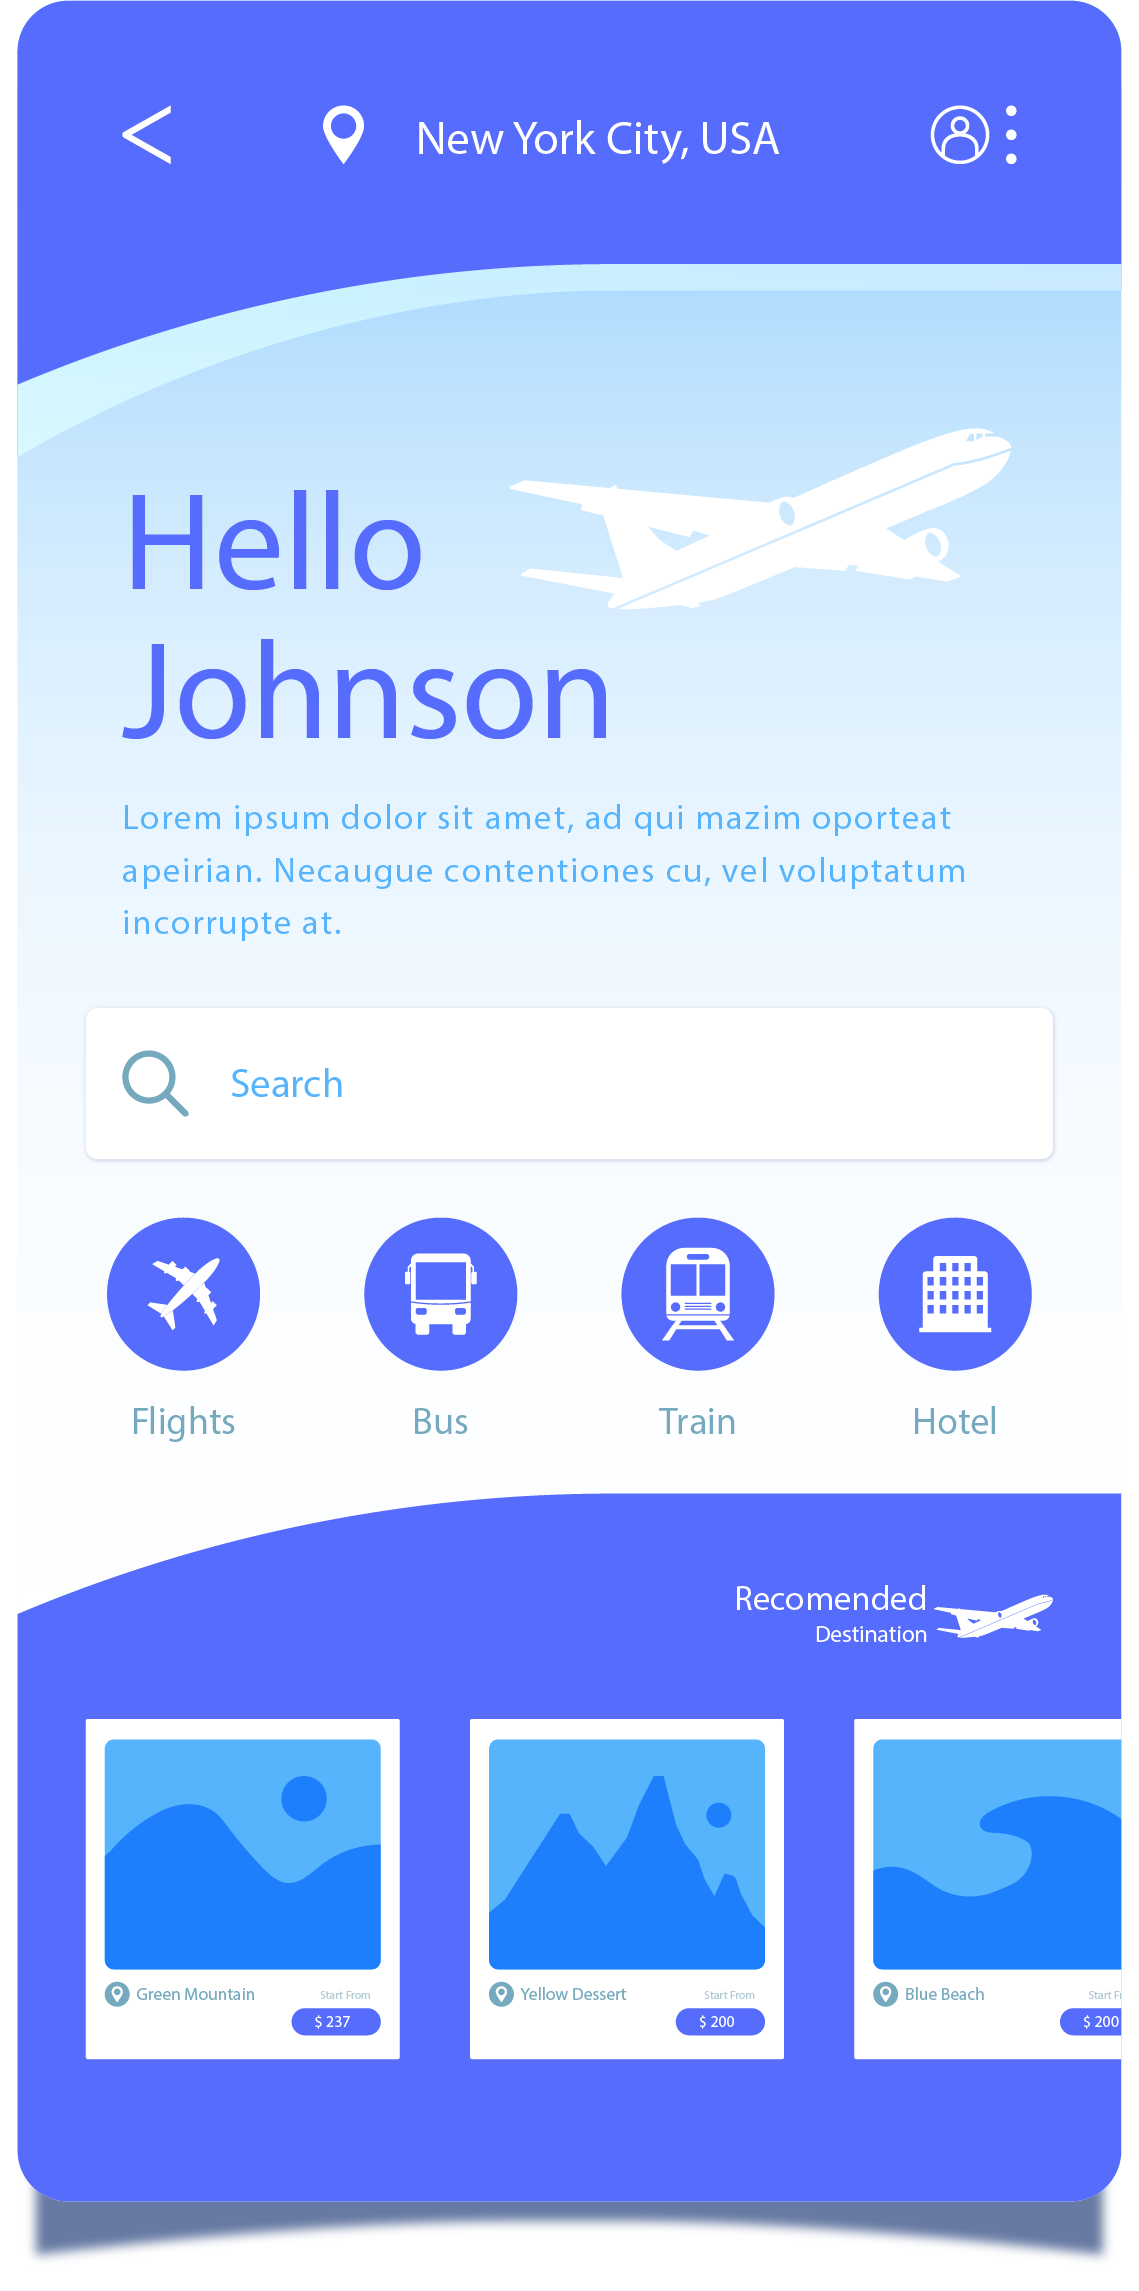 New York City, USA
Hello
Johnson
Lorem ipsum dolor sit amet, ad qui mazim oporteat
apeirian. Necaugue contentiones cu, vel voluptatum
incorrupte at.
Search
Flights Bus Train Hotel
Recomended
Destination
Green Mountain Start From
$ 237
Yellow Dessert Start From
$ 200
Blue Beach Start
$ 200